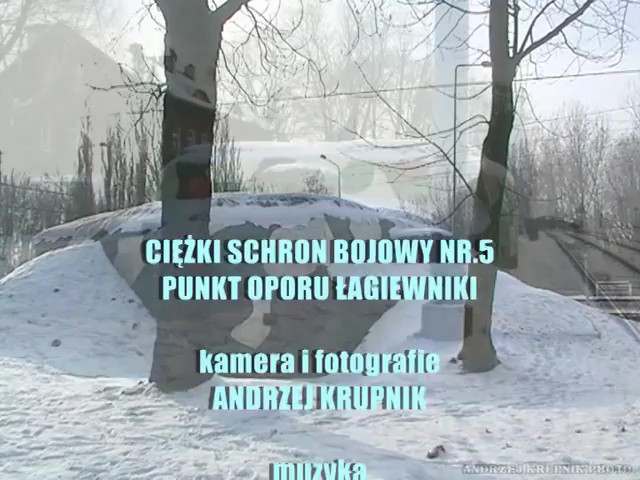 CIĘŻKI SCHRON BOJOWY NR.5
PUNKT OPORU ŁAGIEWNIKI
kamera i fotografie
ANDRZEJ KRUPNIK
muzyka
ANDRZEJ KRUPNIK PHOTO